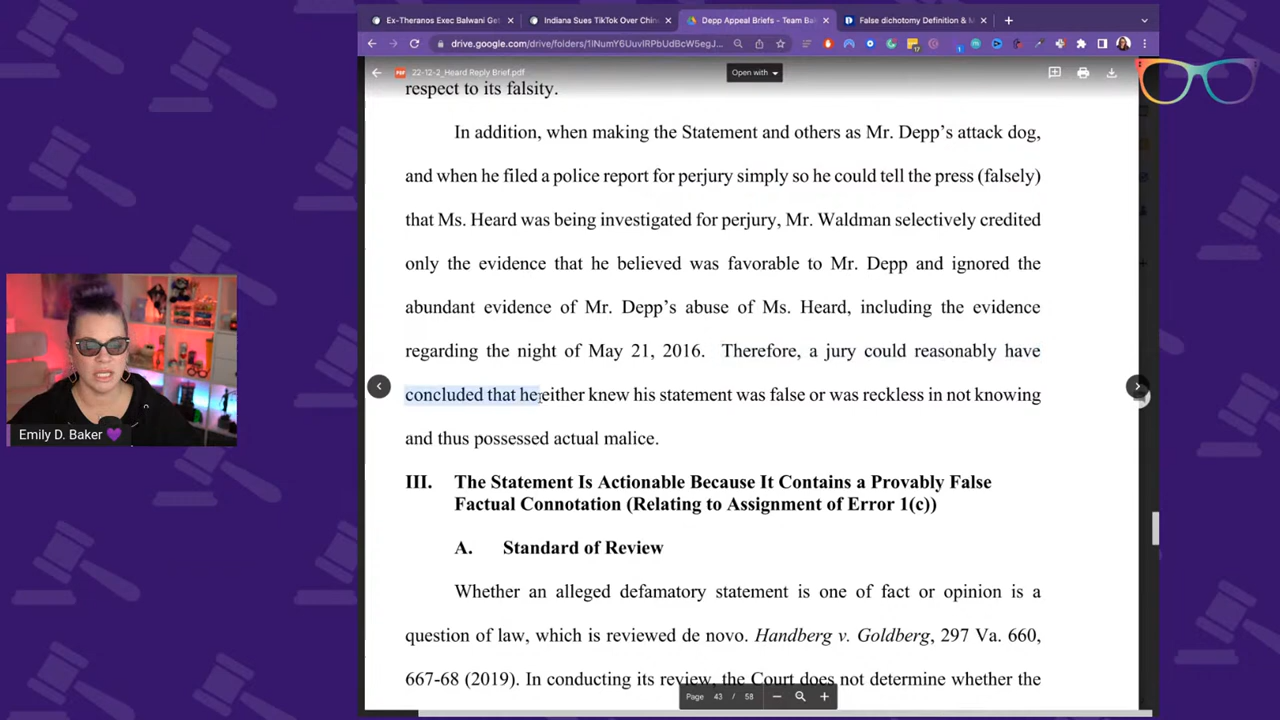 Ex-Theranos Exec Balwani Get
Indiana Sues TikTok Over Chin
Depp Appeal Briefs - Team Ba
False dichotomy Definition & M
drive.google.com/drive/folders/1INumY6UuvIRPbUdBcW5egJ...
22-12-2_Heard Reply Brief.pdf
Open with
respect to its falsity.
In addition, when making the Statement and others as Mr. Depp's attack dog,
and when he filed a police report for perjury simply so he could tell the press (falsely)
that Ms. Heard was being investigated for perjury, Mr. Waldman selectively credited
only the evidence that he believed was favorable to Mr. Depp and ignored the
abundant evidence of Mr. Depp's abuse of Ms. Heard, including the evidence
regarding the night of May 21, 2016. Therefore, a jury could reasonably have
concluded that he either knew his statement was false or was reckless in not knowing
and thus possessed actual malice.
III. The Statement Is Actionable Because It Contains a Provably False
Factual Connotation (Relating to Assignment of Error 1(c))
A. Standard of Review
Whether an alleged defamatory statement is one of fact or opinion is a
question of law, which is reviewed de novo. Handberg v. Goldberg, 297 Va. 660,
667-68 (2019). In conducting its review, the Court does not determine whether the
Page 43 / 58
Emily D. Baker